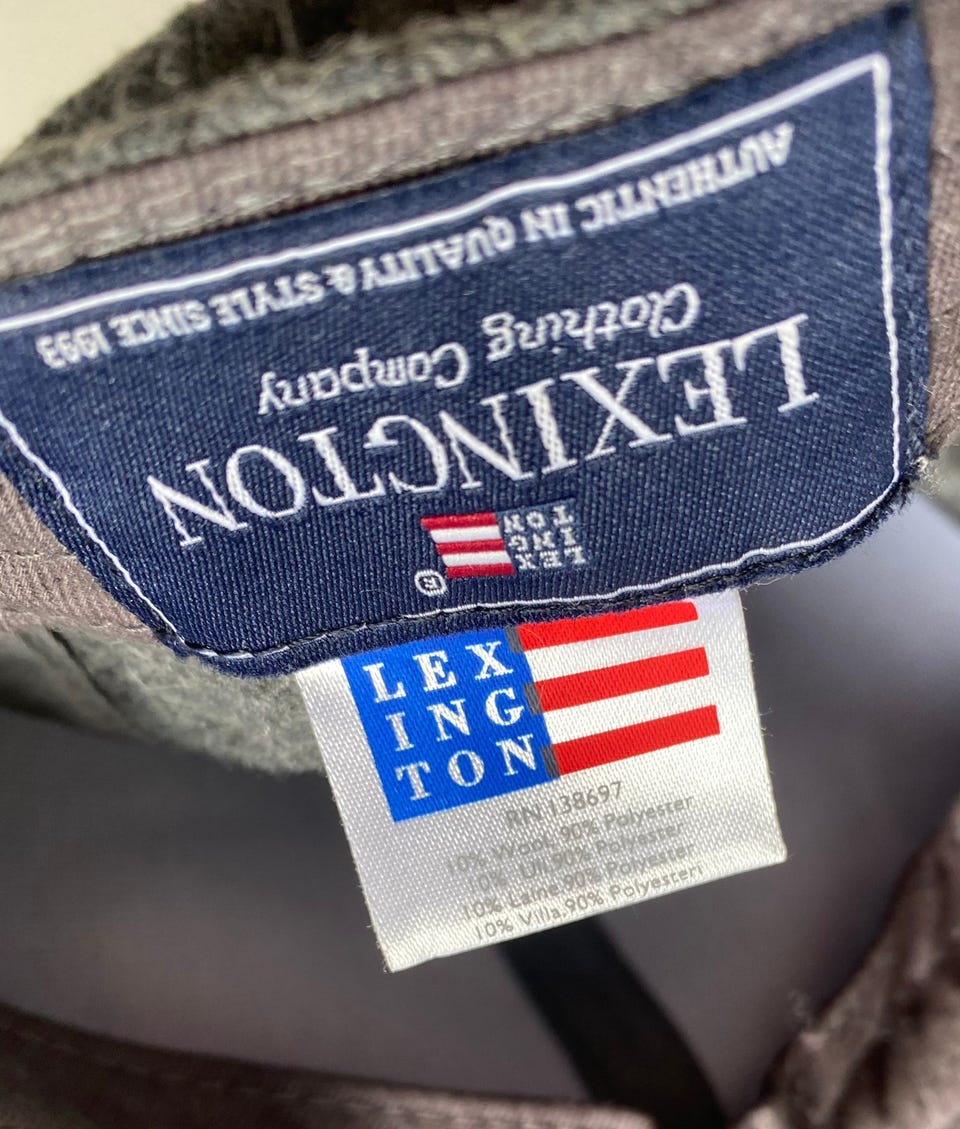 LEX
ING
TON
®
LEXINGTON
Clothing Company
AUTHENTIC IN QUALITY & STYLE SINCE 1993
LEX
ING
TON
RN 138697
10% Wool, 90% Polyester
10% Ull, 90% Polyester
10% Laine, 90% Polyester
10% Villa, 90% Polyesteri